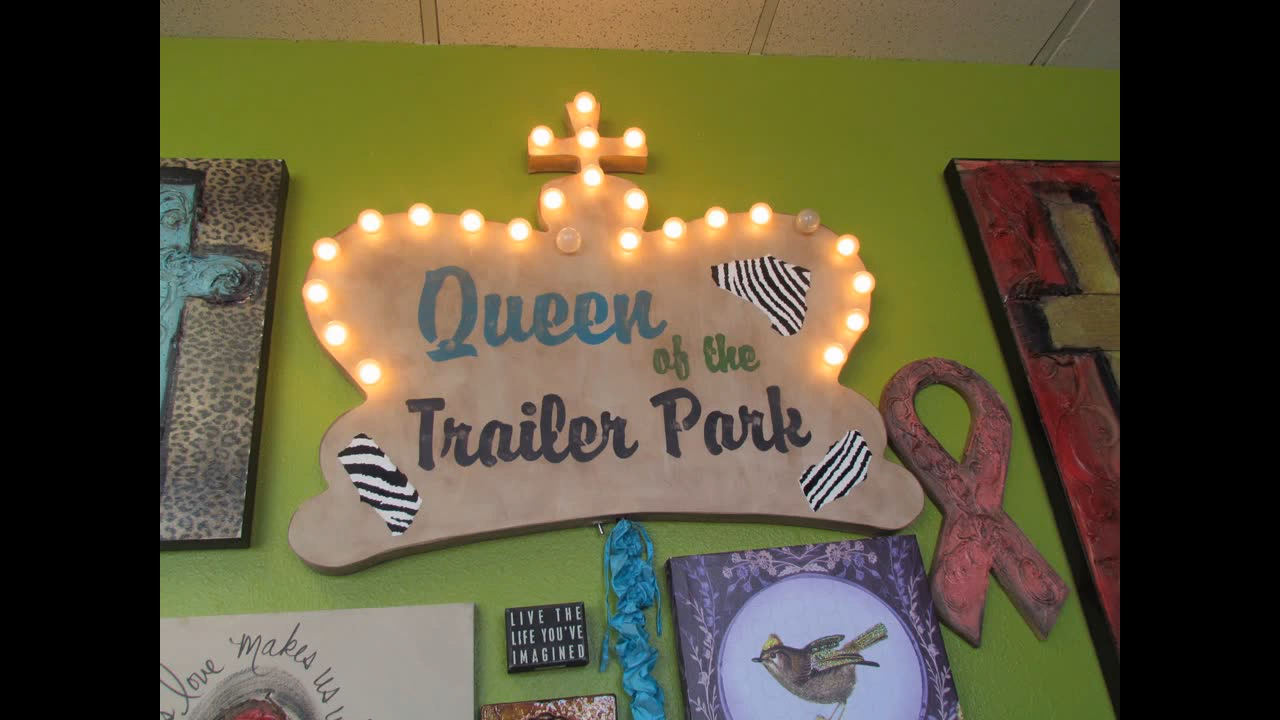 Queen
of the
Trailer Park
LIVE THE
LIFE YOU'VE
IMAGINED
love makes us